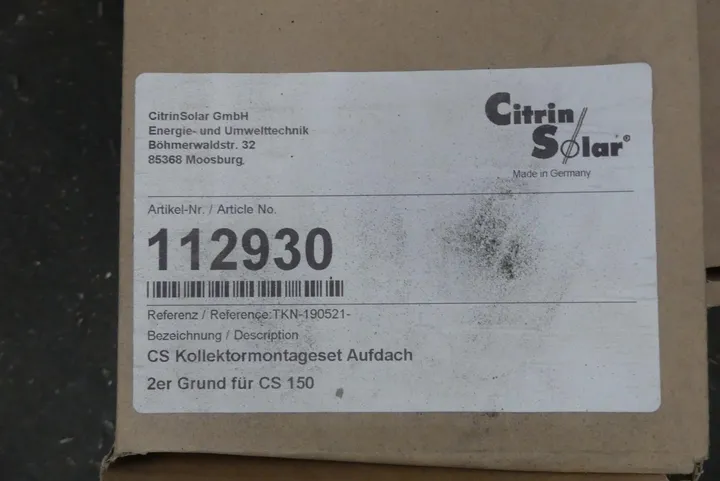 CitrinSolar GmbH
Energie- und Umwelttechnik
Böhmerwaldstr. 32
85368 Moosburg
Citrin
Solar®
Made in Germany
Artikel-Nr. / Article No.
112930
Referenz / Reference:TKN-190521-
Bezeichnung / Description
CS Kollektormontageset Aufdach
2er Grund für CS 150